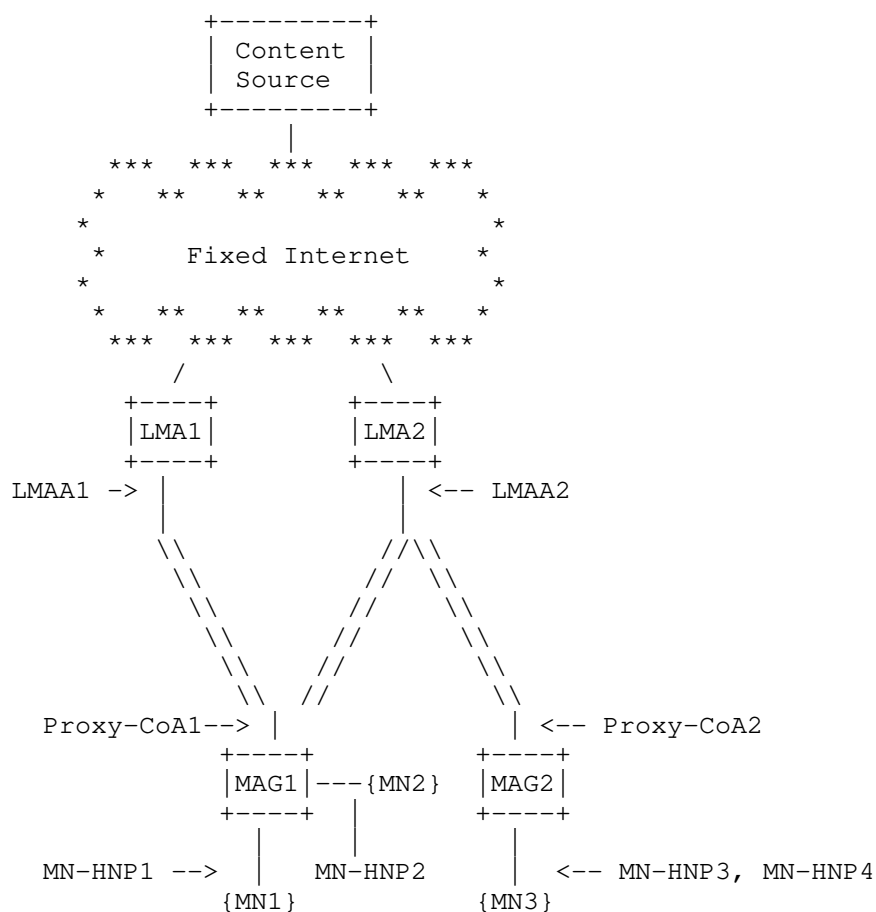 Content
Source
Fixed Internet
LMA1 LMA2
LMAA1 -> <-- LMAA2
Proxy-CoA1--> <-- Proxy-CoA2
MAG1 ---{MN2} MAG2
MN-HNP1 --> MN-HNP2 <-- MN-HNP3, MN-HNP4
{MN1} {MN3}